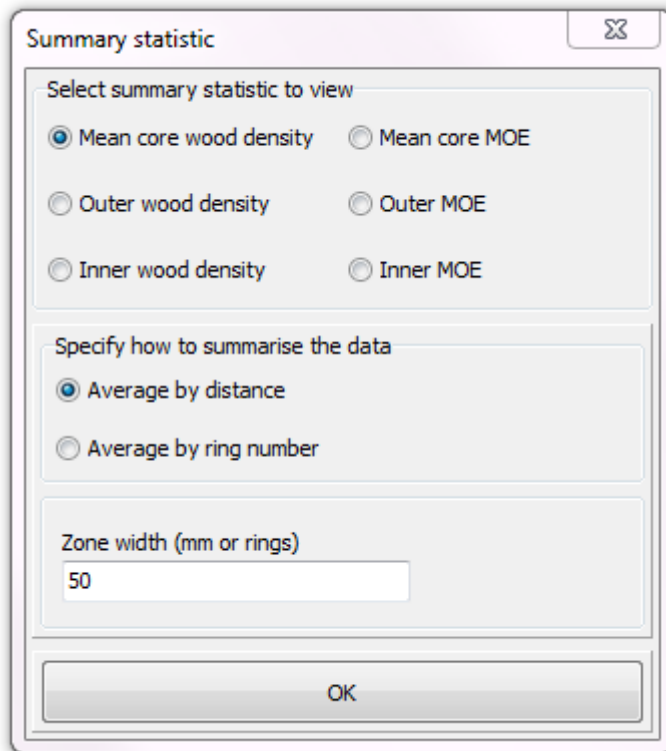 Summary statistic
Select summary statistic to view
Mean core wood density Mean core MOE
Outer wood density Outer MOE
Inner wood density Inner MOE
Specify how to summarise the data
Average by distance
Average by ring number
Zone width (mm or rings)
50
OK